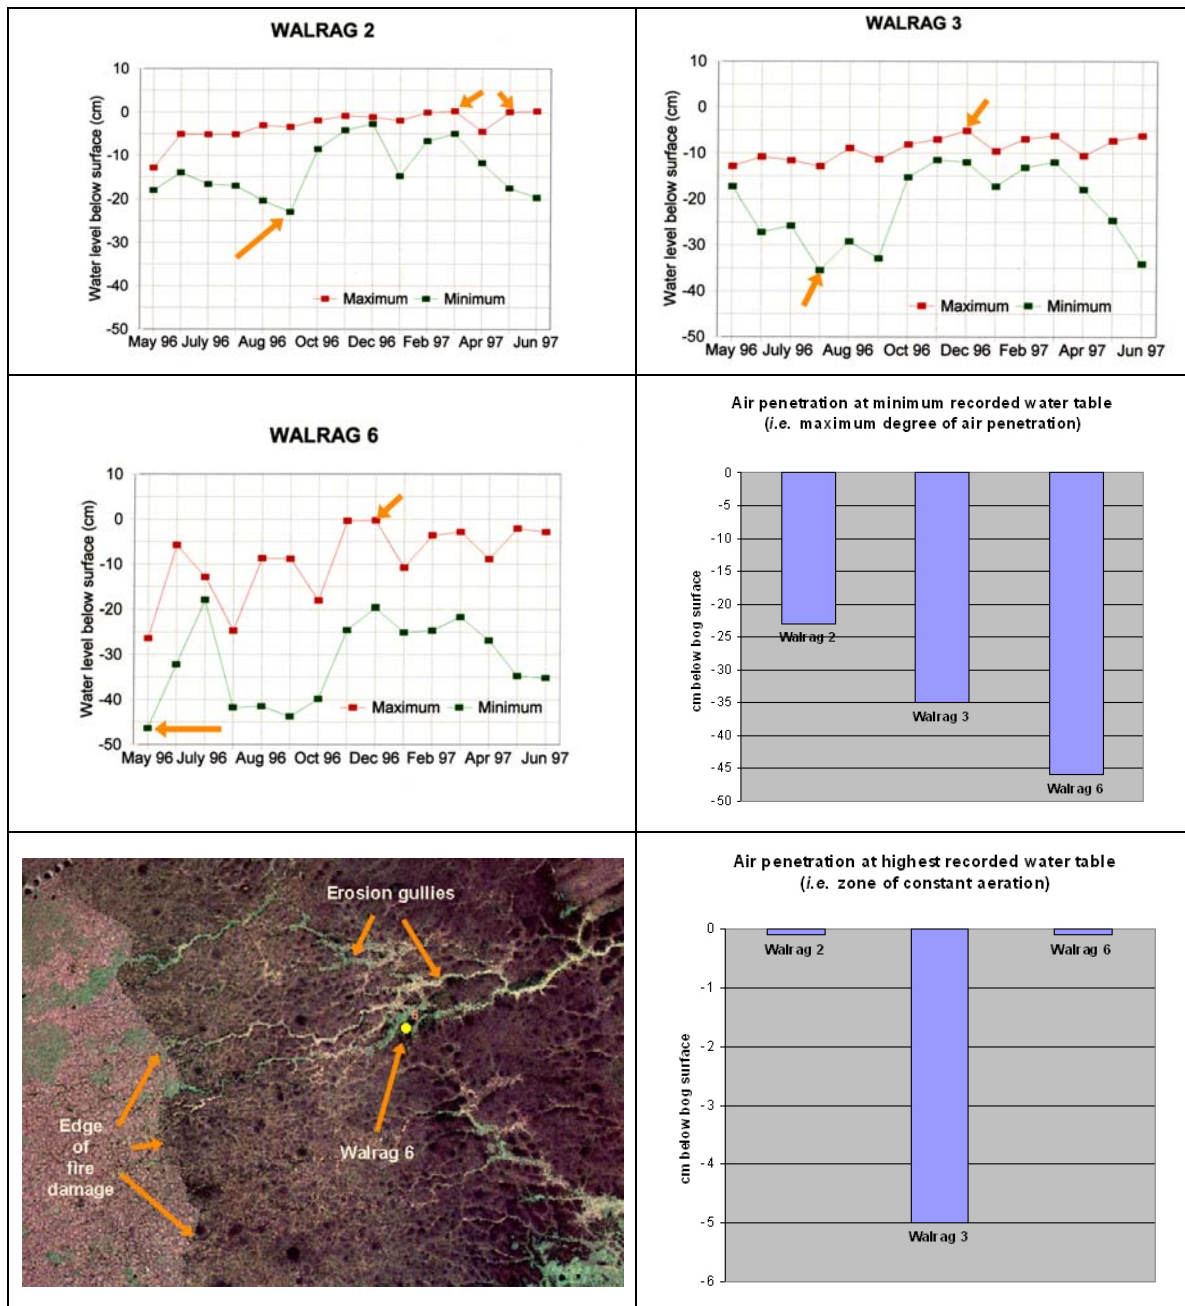 WALRAG 2
10
0
-10
-20
-30
-40
-50
Water level below surface (cm)
Maximum Minimum
May 96 July 96 Aug 96 Oct 96 Dec 96 Feb 97 Apr 97 Jun 97
WALRAG 3
10
0
-10
-20
-30
-40
-50
Water level below surface (cm)
Maximum Minimum
May 96 July 96 Aug 96 Oct 96 Dec 96 Feb 97 Apr 97 Jun 97
WALRAG 6
10
0
-10
-20
-30
-40
-50
Water level below surface (cm)
Maximum Minimum
May 96 July 96 Aug 96 Oct 96 Dec 96 Feb 97 Apr 97 Jun 97
Air penetration at minimum recorded water table
(i.e. maximum degree of air penetration)
0
-5
-10
-15
-20
-25
-30
-35
-40
-45
-50
cm below bog surface
Walrag 2
Walrag 3
Walrag 6
Erosion gullies
6
Walrag 6
Edge
of
fire
damage
Air penetration at highest recorded water table
(i.e. zone of constant aeration)
0
-1
-2
-3
-4
-5
-6
cm below bog surface
Walrag 2 Walrag 6
Walrag 3